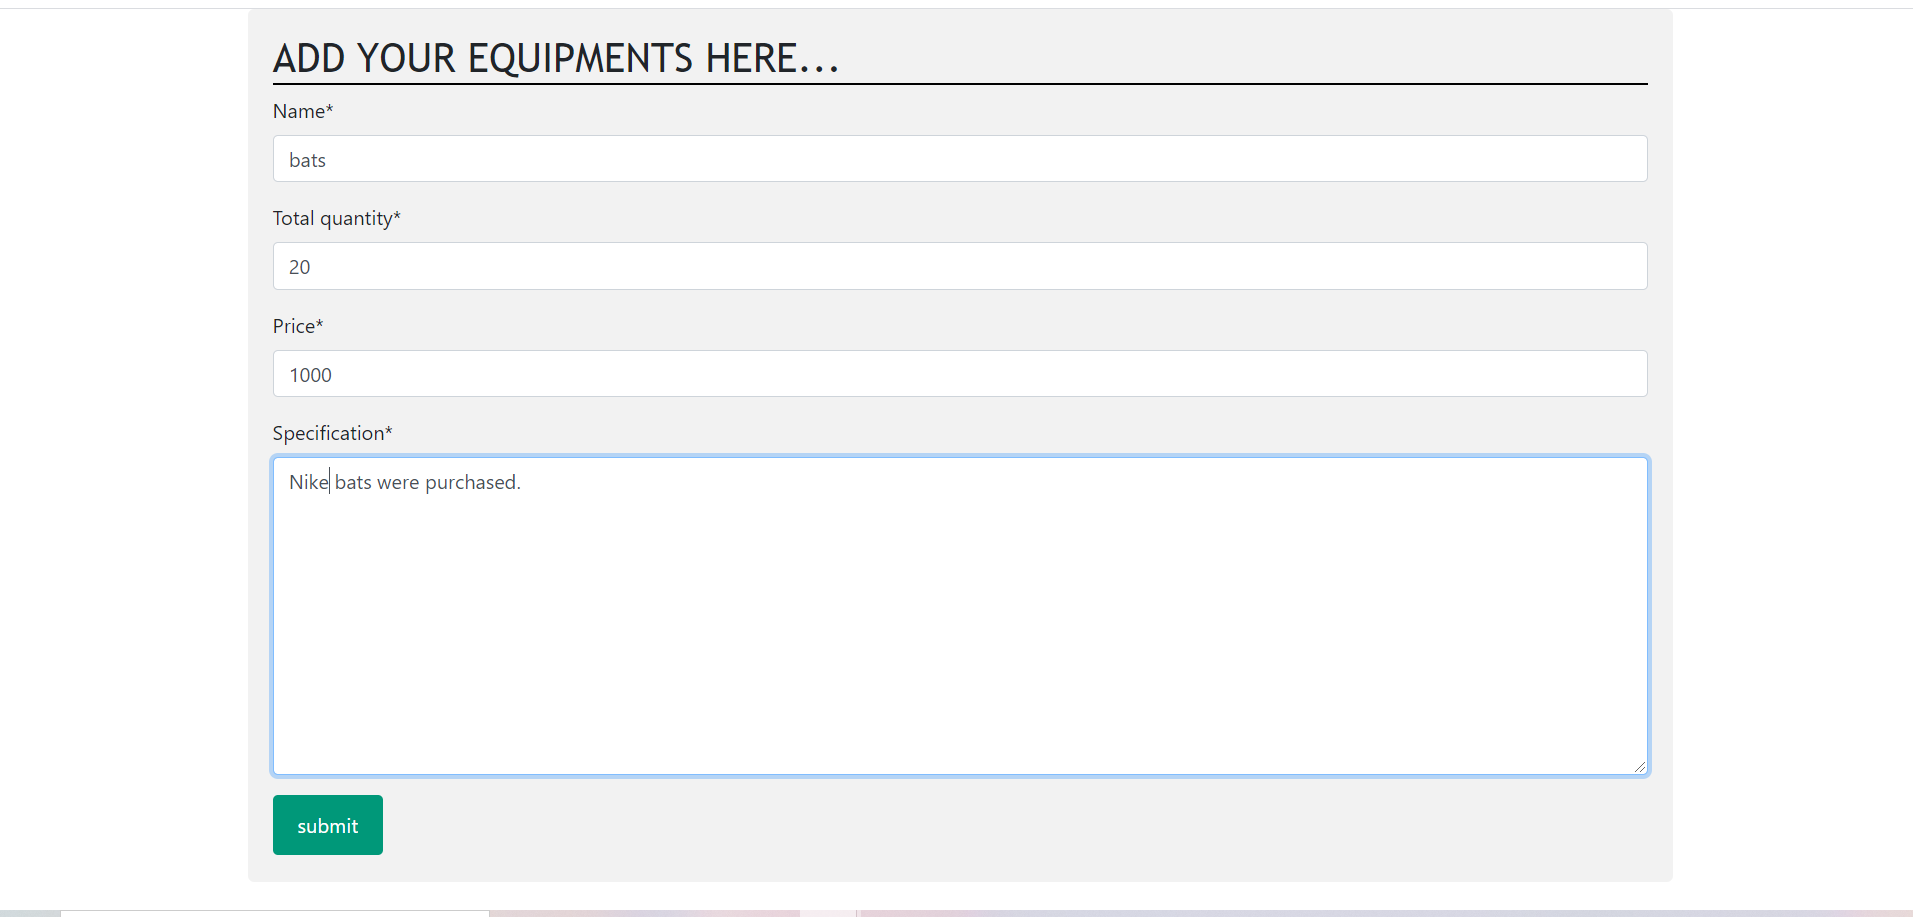 ADD YOUR EQUIPMENTS HERE...
Name*
bats
Total quantity*
20
Price*
1000
Specification*
Nike bats were purchased.
submit